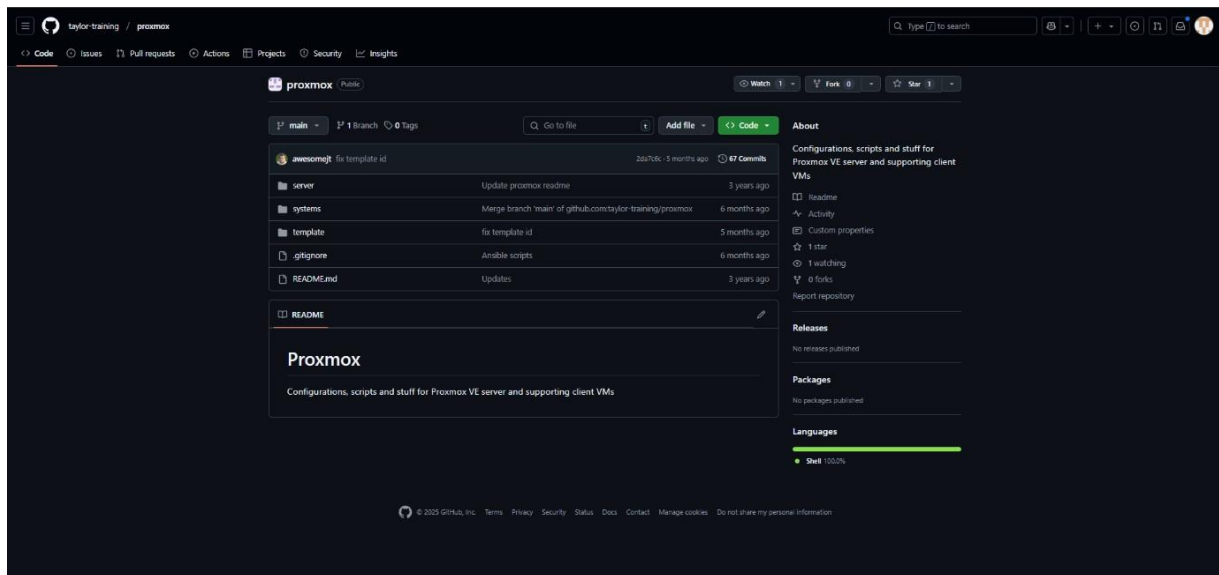 taylor-training / proxmox
Type / to search
Code Issues Pull requests Actions Projects Security Insights
proxmox Public
Watch 1 Fork 0 Star 1
main 1 Branch 0 Tags Go to file t Add file Code
awesomejt fix template id 2da7c6c · 5 months ago 67 Commits
server Update proxmox readme 3 years ago
systems Merge branch 'main' of github.com:taylor-training/proxmox 6 months ago
template fix template id 5 months ago
.gitignore Ansible scripts 6 months ago
README.md Updates 3 years ago
README
Proxmox
Configurations, scripts and stuff for Proxmox VE server and supporting client VMs
About
Configurations, scripts and stuff for
Proxmox VE server and supporting client
VMs
Readme
Activity
Custom properties
1 star
1 watching
0 forks
Report repository
Releases
No releases published
Packages
No packages published
Languages
Shell 100.0%
© 2025 GitHub, Inc. Terms Privacy Security Status Docs Contact Manage cookies Do not share my personal information